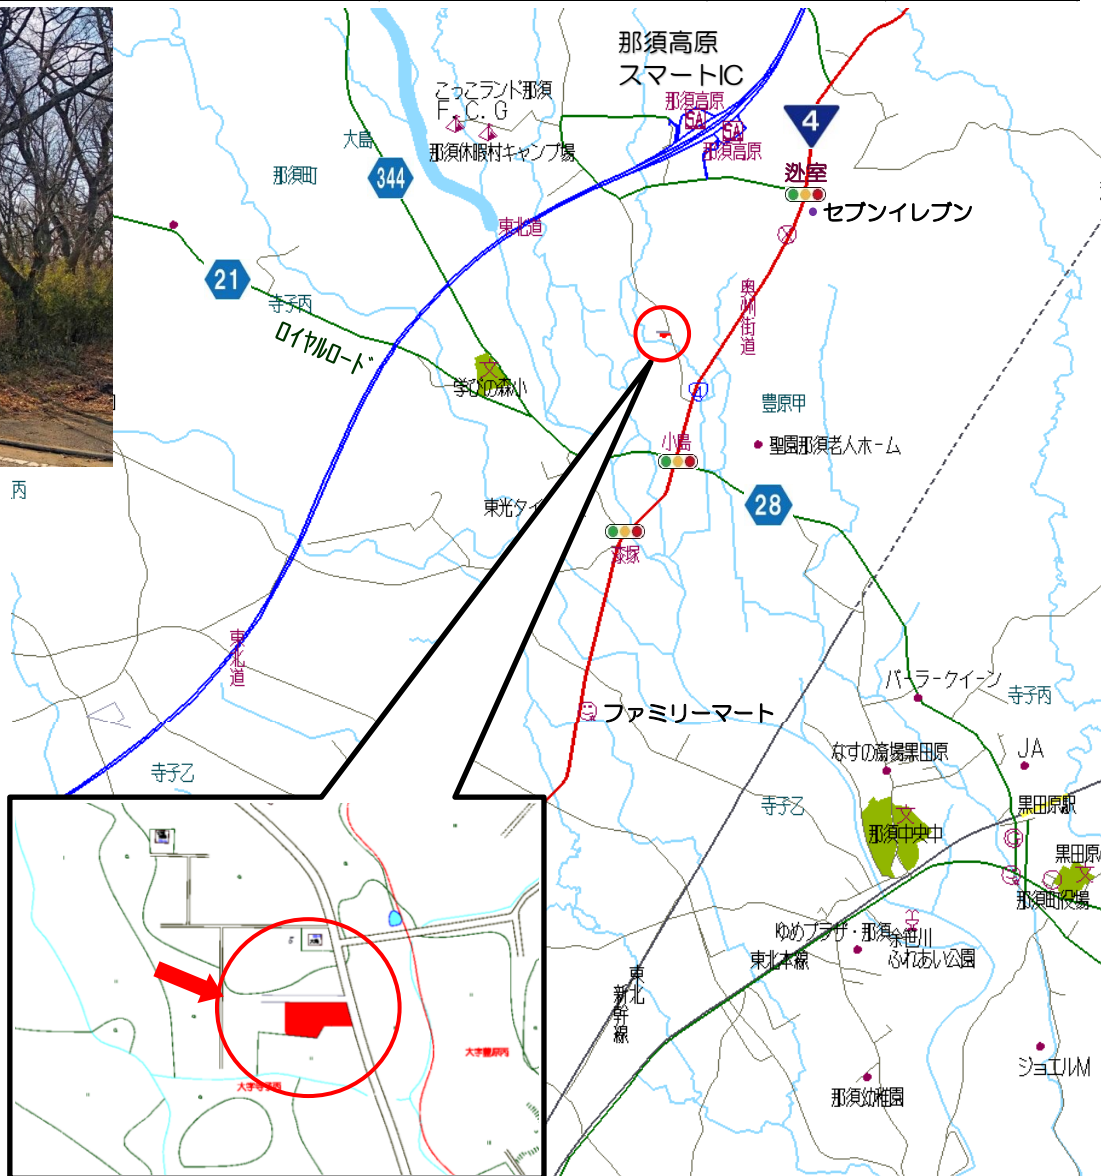 那須高原
スマートIC
こっこランド那須
F．C．G
那須高原
SA
SA
那須高原
4
大島
那須休暇村キャンプ場
那須町
344
セブンイレブン
東北道
21
寺子丙
ロイヤルロード
奥州街道
学びの森小
豊原甲
小島
聖園那須老人ホーム
丙
28
東光タイ
漆塚
東北道
パーラークイーン
寺子丙
ファミリーマート
なすの斎場黒田原
JA
寺子乙
寺子乙
黒田原駅
那須中央中
黒田原
那須町役場
ゆめプラザ・那須
余笹川
ふれあい公園
東北本線
東北
新幹線
大字豊原丙
大字寺子丙
ジョエルM
那須幼稚園